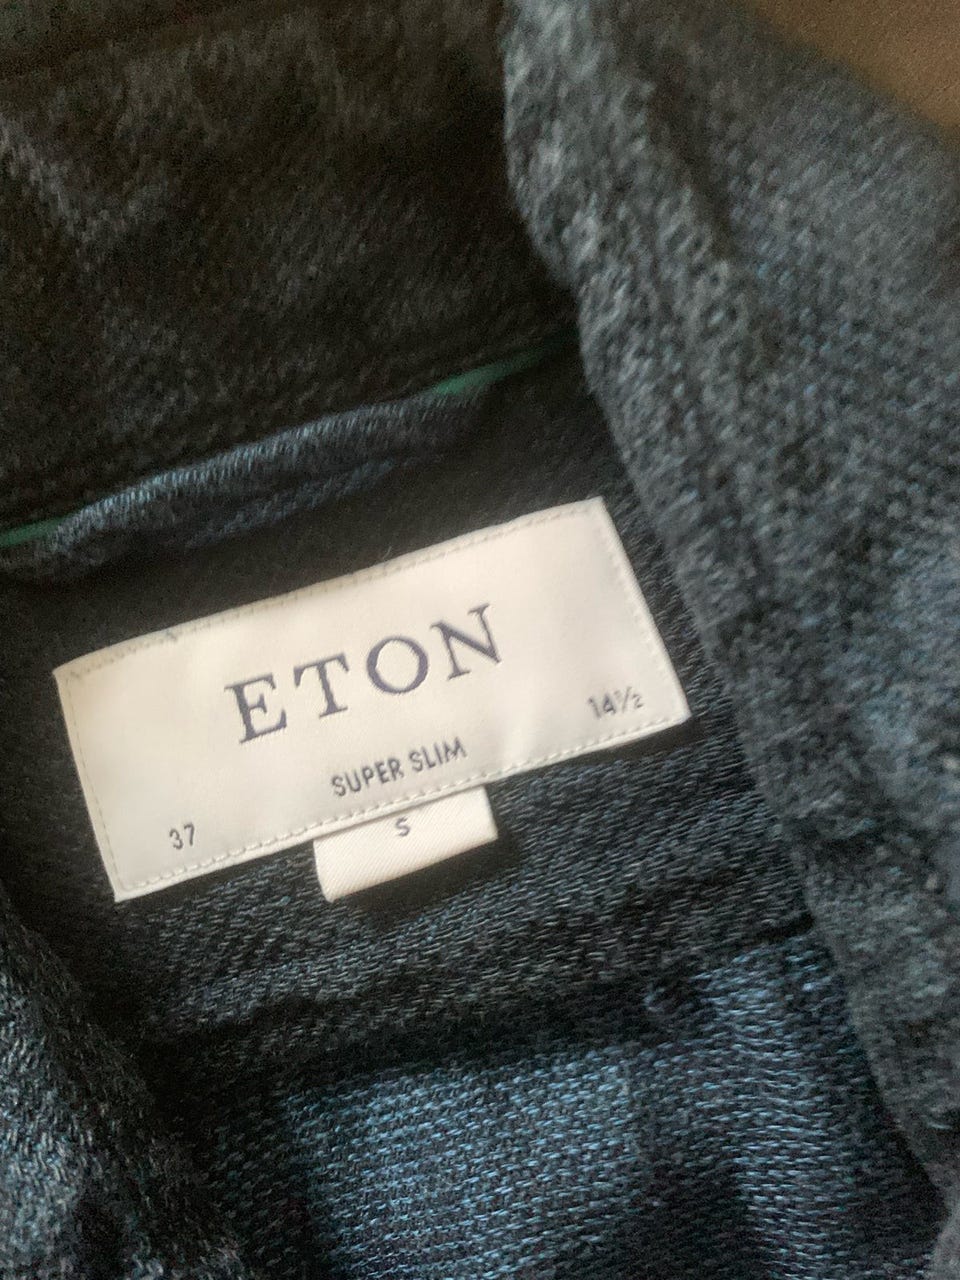 ETON
SUPER SLIM
37
14½
S